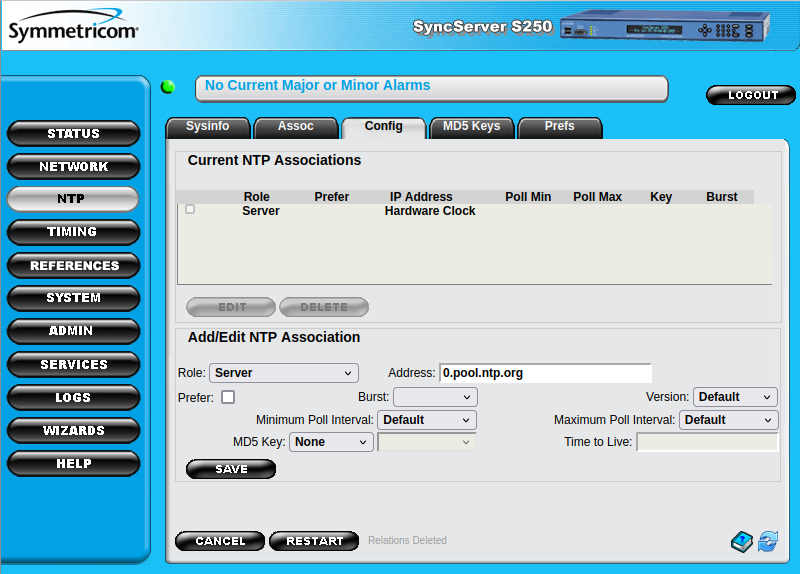 Symmetricom®
SyncServer S250
No Current Major or Minor Alarms
LOGOUT
STATUS
NETWORK
NTP
TIMING
REFERENCES
SYSTEM
ADMIN
SERVICES
LOGS
WIZARDS
HELP
Sysinfo Assoc Config MD5 Keys Prefs
Current NTP Associations
Role Prefer IP Address Poll Min Poll Max Key Burst
Server Hardware Clock
EDIT DELETE
Add/Edit NTP Association
Role: Server Address: 0.pool.ntp.org
Prefer: Burst: Version: Default
Minimum Poll Interval: Default Maximum Poll Interval: Default
MD5 Key: None Time to Live:
SAVE
CANCEL RESTART Relations Deleted